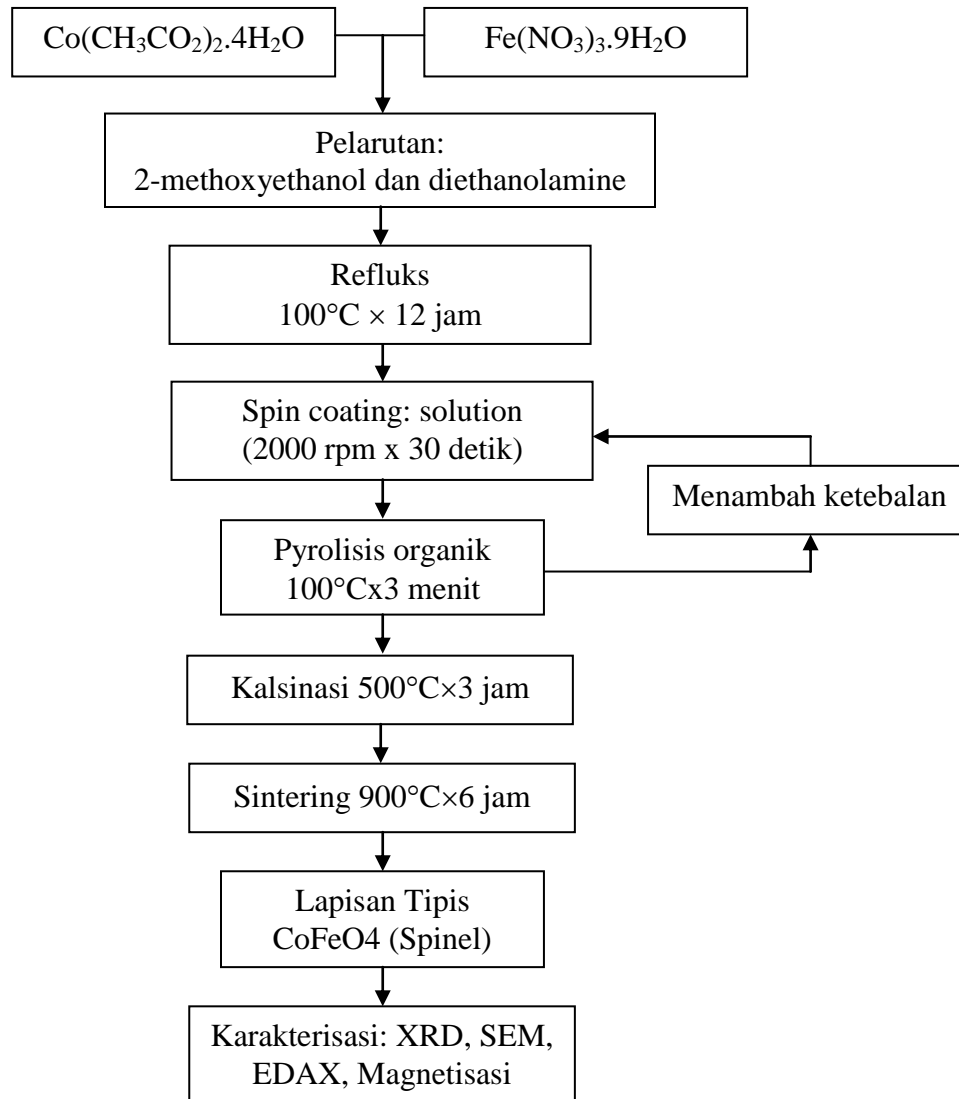 Co(CH₃CO₂)₂.4H₂O
Fe(NO₃)₃.9H₂O
Pelarutan:
2-methoxyethanol dan diethanolamine
Refluks
100°C × 12 jam
Spin coating: solution
(2000 rpm x 30 detik)
Menambah ketebalan
Pyrolisis organik
100°Cx3 menit
Kalsinasi 500°C×3 jam
Sintering 900°C×6 jam
Lapisan Tipis
CoFeO4 (Spinel)
Karakterisasi: XRD, SEM,
EDAX, Magnetisasi